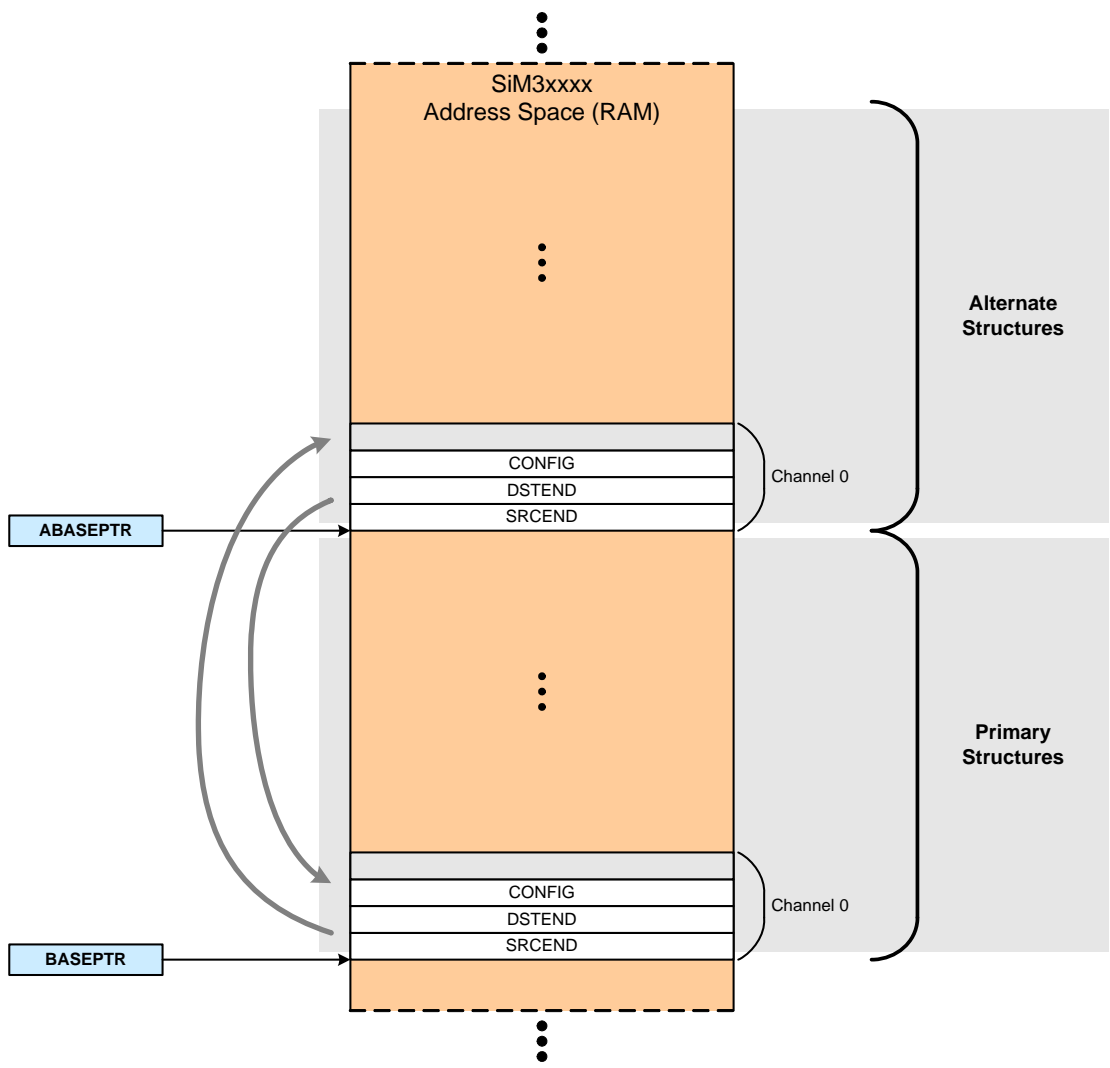 SiM3xxxx
Address Space (RAM)
Alternate
Structures
CONFIG
DSTEND
SRCEND
Channel 0
ABASEPTR
Primary
Structures
CONFIG
DSTEND
SRCEND
Channel 0
BASEPTR